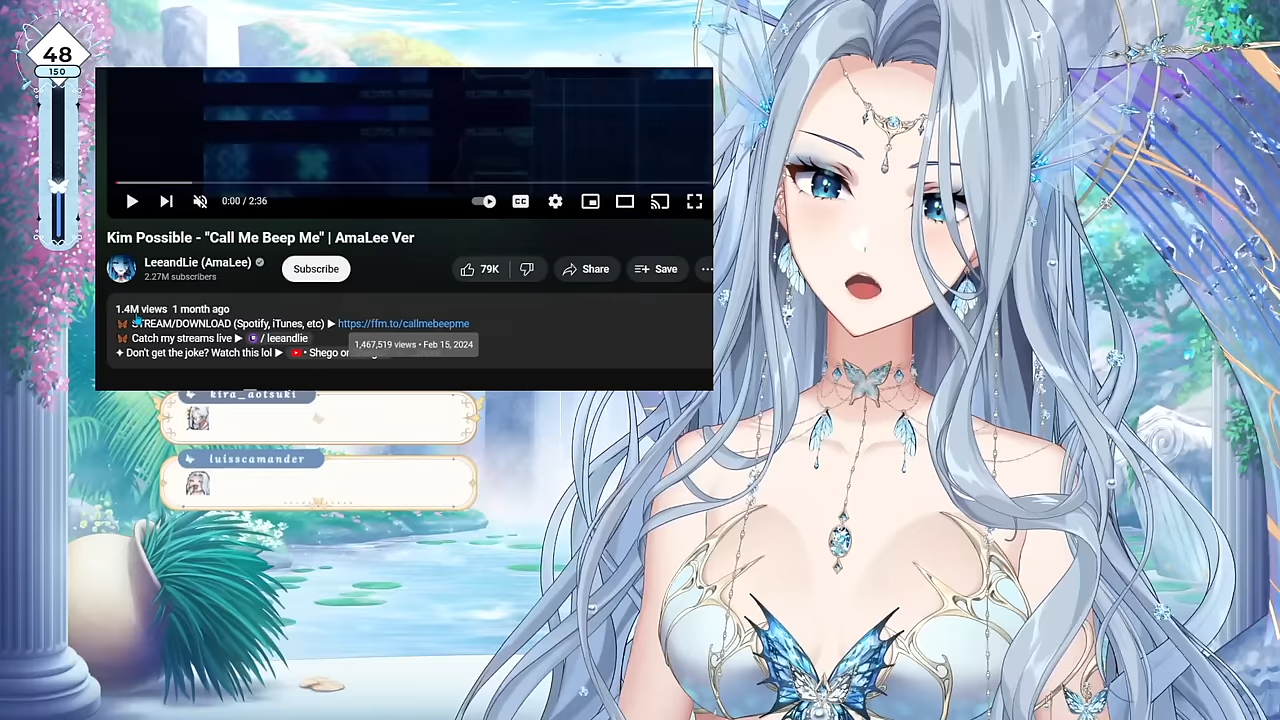 48
150
0:00 / 2:36
CC
Kim Possible - "Call Me Beep Me" | AmaLee Ver
LeeandLie (AmaLee)
2.27M subscribers
Subscribe
79K
Share
Save
1.4M views 1 month ago
STREAM/DOWNLOAD (Spotify, iTunes, etc) ▶ https://ffm.to/callmebeepme
Catch my streams live ▶ / leeandlie
1,467,519 views • Feb 15, 2024
✦ Don't get the joke? Watch this lol ▶ • Shego
kira_aotsuki
luisscamander